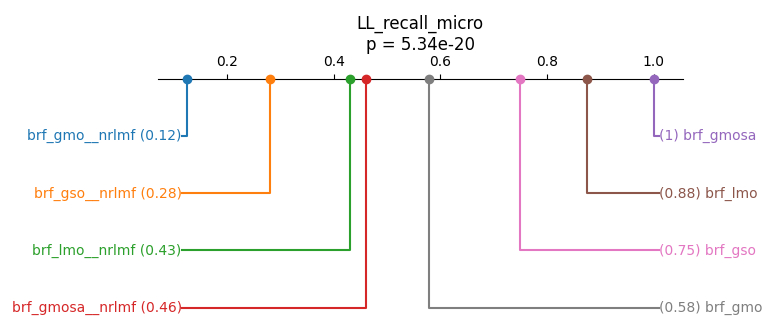 LL_recall_micro
p = 5.34e-20
0.2 0.4 0.6 0.8 1.0
brf_gmo__nrlmf (0.12) (1) brf_gmosa
brf_gso__nrlmf (0.28) (0.88) brf_lmo
brf_lmo__nrlmf (0.43) (0.75) brf_gso
brf_gmosa__nrlmf (0.46) (0.58) brf_gmo